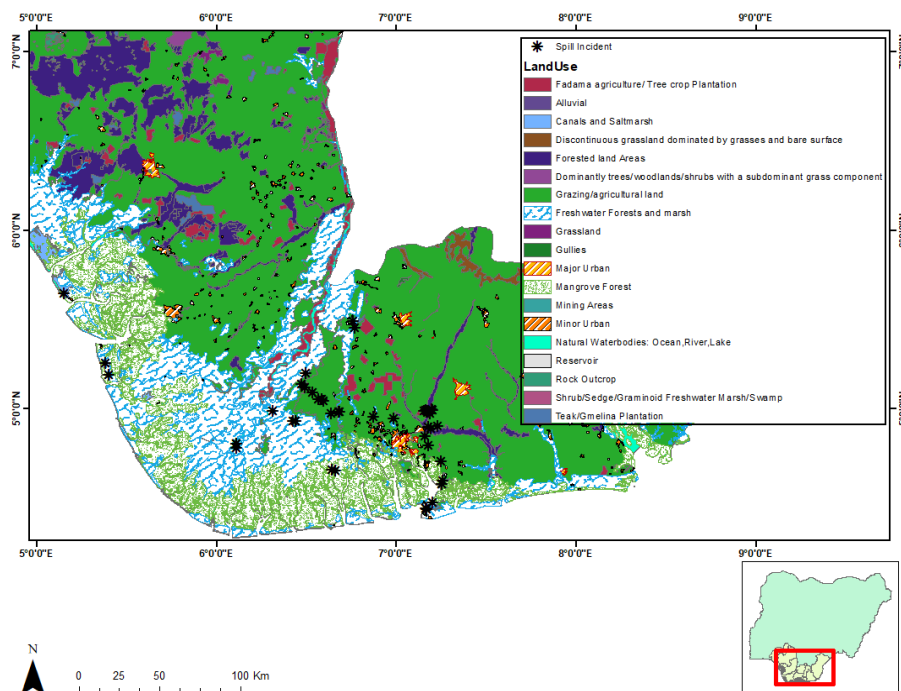 5°0'0"E
6°0'0"E
7°0'0"E
8°0'0"E
9°0'0"E
7°0'0"N
6°0'0"N
5°0'0"N
Spill Incident
LandUse
Fadama agriculture/ Tree crop Plantation
Alluvial
Canals and Saltmarsh
Discontinuous grassland dominated by grasses and bare surface
Forested land Areas
Dominantly trees/woodlands/shrubs with a subdominant grass component
Grazing/agricultural land
Freshwater Forests and marsh
Grassland
Gullies
Major Urban
Mangrove Forest
Mining Areas
Minor Urban
Natural Waterbodies: Ocean,River,Lake
Reservoir
Rock Outcrop
Shrub/Sedge/Graminoid Freshwater Marsh/Swamp
Teak/Gmelina Plantation
5°0'0"E
6°0'0"E
7°0'0"E
8°0'0"E
9°0'0"E
N
0 25 50 100 Km